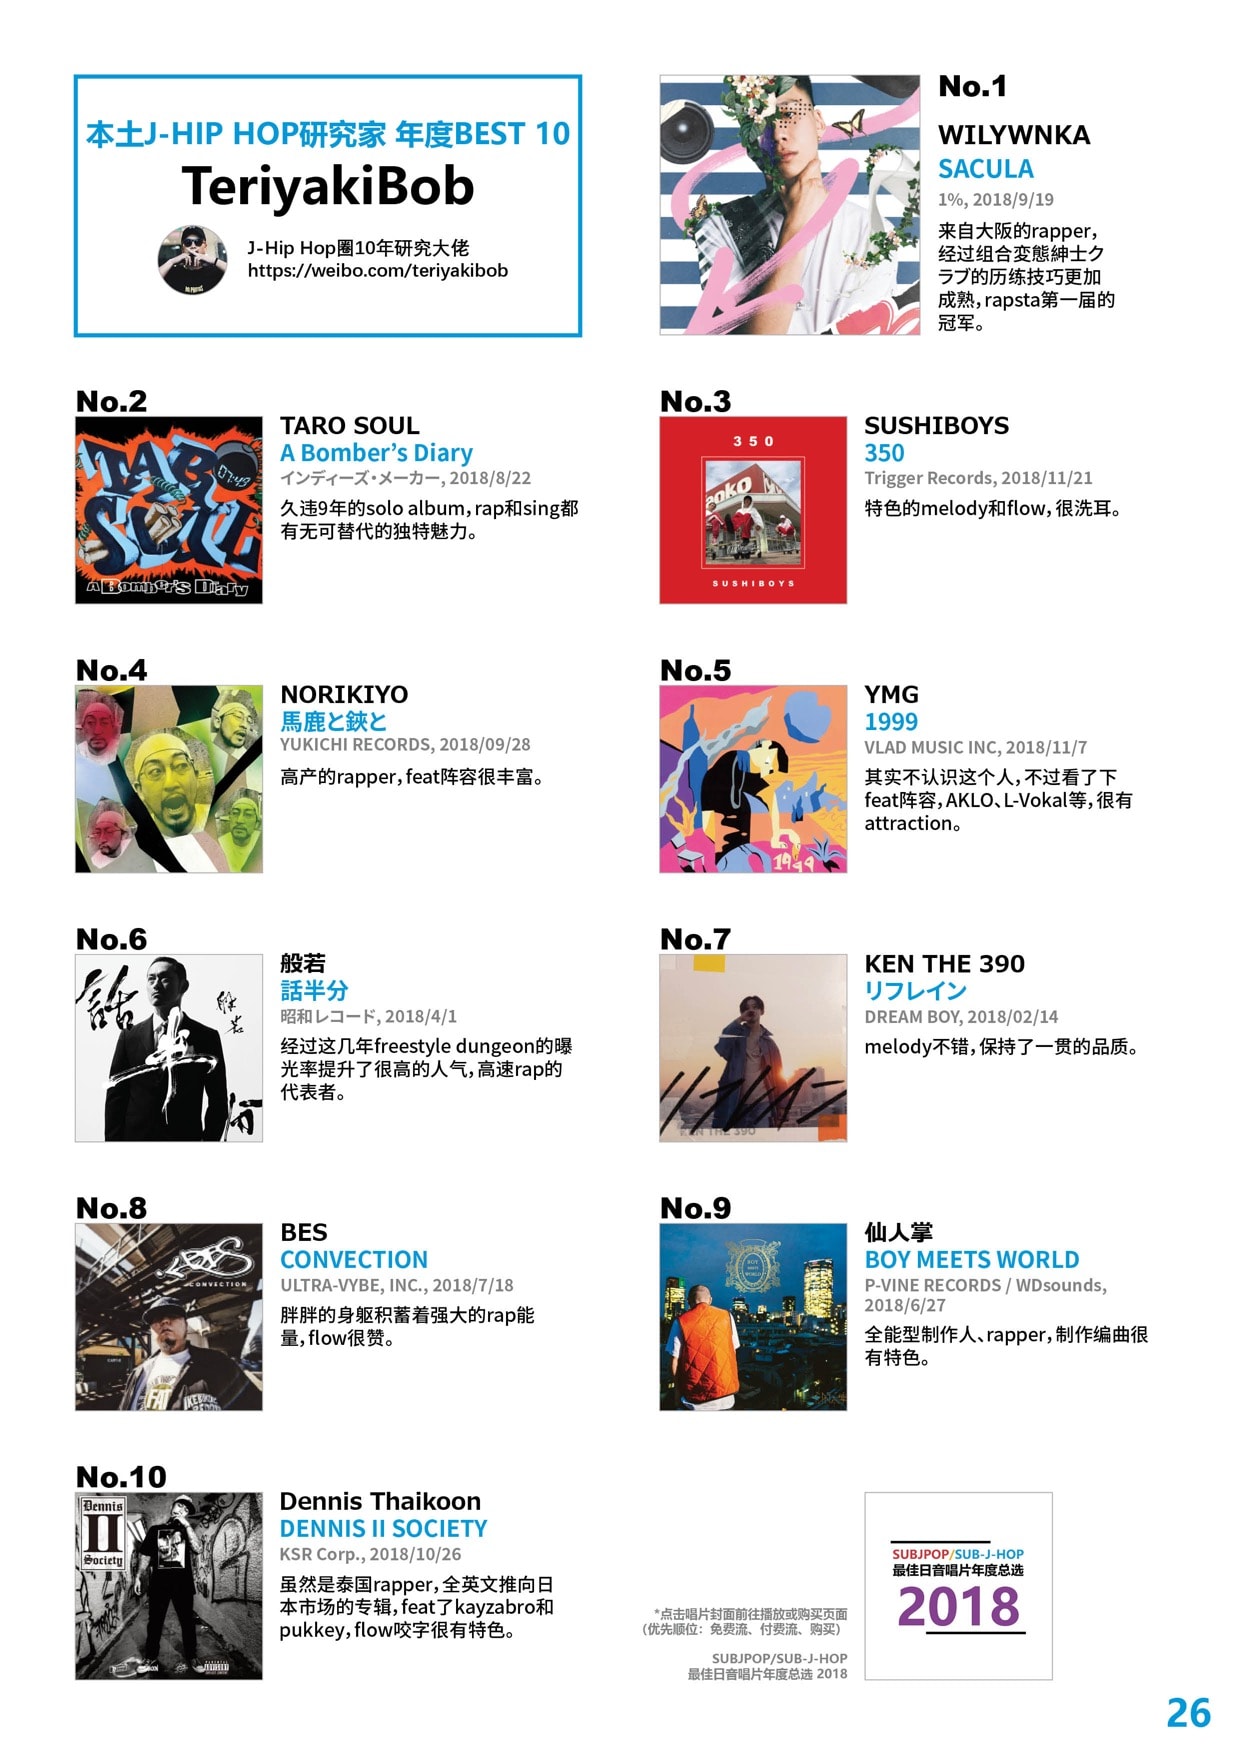 本土J-HIP HOP研究家 年度BEST 10
TeriyakiBob
J-Hip Hop圈10年研究大佬
https://weibo.com/teriyakibob
No.1
WILYWNKA
SACULA
1%, 2018/9/19
来自大阪的rapper，
经过组合変態紳士ク
ラブ的历练技巧更加
成熟，rapsta第一届的
冠军。
No.2
TARO SOUL
07:49
A Bomber's Diary
TARO SOUL
A Bomber’s Diary
インディーズ・メーカー, 2018/8/22
久违9年的solo album，rap和sing都
有无可替代的独特魅力。
No.3
350
SUSHIBOYS
SUSHIBOYS
350
Trigger Records, 2018/11/21
特色的melody和flow，很洗耳。
No.4
NORIKIYO
馬鹿と鋏と
YUKICHI RECORDS, 2018/09/28
高产的rapper，feat阵容很丰富。
No.5
1999
YMG
1999
VLAD MUSIC INC, 2018/11/7
其实不认识这个人，不过看了下
feat阵容，AKLO、L-Vokal等，很有
attraction。
No.6
話半分
般若
般若
話半分
昭和レコード, 2018/4/1
经过这几年freestyle dungeon的曝
光率提升了很高的人气，高速rap的
代表者。
No.7
KEN THE 390
KEN THE 390
リフレイン
DREAM BOY, 2018/02/14
melody不错，保持了一贯的品质。
No.8
BES
CONVECTION
BES
CONVECTION
ULTRA-VYBE, INC., 2018/7/18
胖胖的身躯积蓄着强大的rap能
量，flow很赞。
No.9
BOY
MEETS
WORLD
仙人掌
BOY MEETS WORLD
P-VINE RECORDS / WDsounds,
2018/6/27
全能型制作人、rapper，制作编曲很
有特色。
No.10
Dennis
II
Society
Dennis Thaikoon
DENNIS II SOCIETY
KSR Corp., 2018/10/26
虽然是泰国rapper，全英文推向日
本市场的专辑，feat了kayzabro和
pukkey，flow咬字很有特色。
*点击唱片封面前往播放或购买页面
（优先顺位：免费流、付费流、购买）
SUBJPOP/SUB-J-HOP
最佳日音唱片年度总选 2018
SUBJPOP/SUB-J-HOP
最佳日音唱片年度总选
2018
26